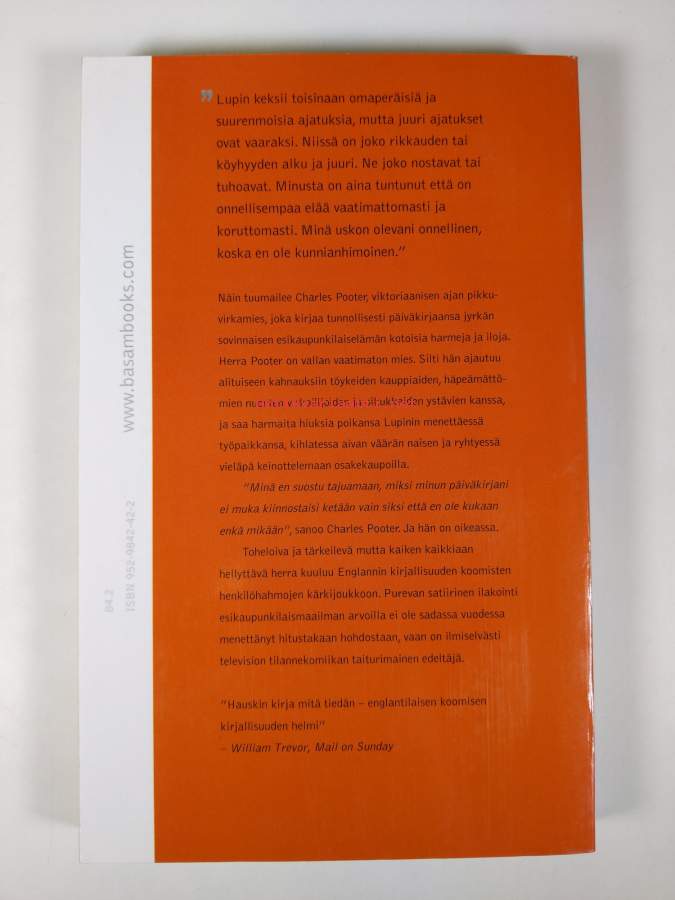 ” Lupin keksii toisinaan omaperäisiä ja
suurenmoisia ajatuksia, mutta juuri ajatukset
ovat vaaraksi. Niissä on joko rikkauden tai
köyhyyden alku ja juuri. Ne joko nostavat tai
tuhoavat. Minusta on aina tuntunut että on
onnellisempaa elää vaatimattomasti ja
koruttomasti. Minä uskon olevani onnellinen,
koska en ole kunnianhimoinen.”
Näin tuumailee Charles Pooter, viktoriaanisen ajan pikku-
virkamies, joka kirjaa tunnollisesti päiväkirjaansa jyrkän
sovinnaisen esikaupunkilaiselämän kotoisia harmeja ja iloja.
Herra Pooter on vallan vaatimaton mies. Silti hän ajautuu
alituiseen kahnauksiin töykeiden kauppiaiden, häpeämättö-
mien nuorten ja ystävien kanssa,
ja saa harmaita hiuksia poikansa Lupinin menettäessä
työpaikkansa, kihlatessa aivan väärän naisen ja ryhtyessä
vieläpä keinottelemaan osakekaupoilla.
”Minä en suostu tajuamaan, miksi minun päiväkirjani
ei muka kiinnostaisi ketään vain siksi että en ole kukaan
enkä mikään”, sanoo Charles Pooter. Ja hän on oikeassa.
Toheloiva ja tärkeilevä mutta kaiken kaikkiaan
hellyttävä herra kuuluu Englannin kirjallisuuden koomisten
henkilöhahmojen kärkijoukkoon. Purevan satiirinen ilakointi
esikaupunkilaismaailman arvoilla ei ole sadassa vuodessa
menettänyt hitustakaan hohdostaan, vaan on ilmiselvästi
television tilannekomiikan taiturimainen edeltäjä.
”Hauskin kirja mitä tiedän – englantilaisen koomisen
kirjallisuuden helmi”
– William Trevor, Mail on Sunday
www.basambooks.com
84.2
ISBN 952-9842-42-2